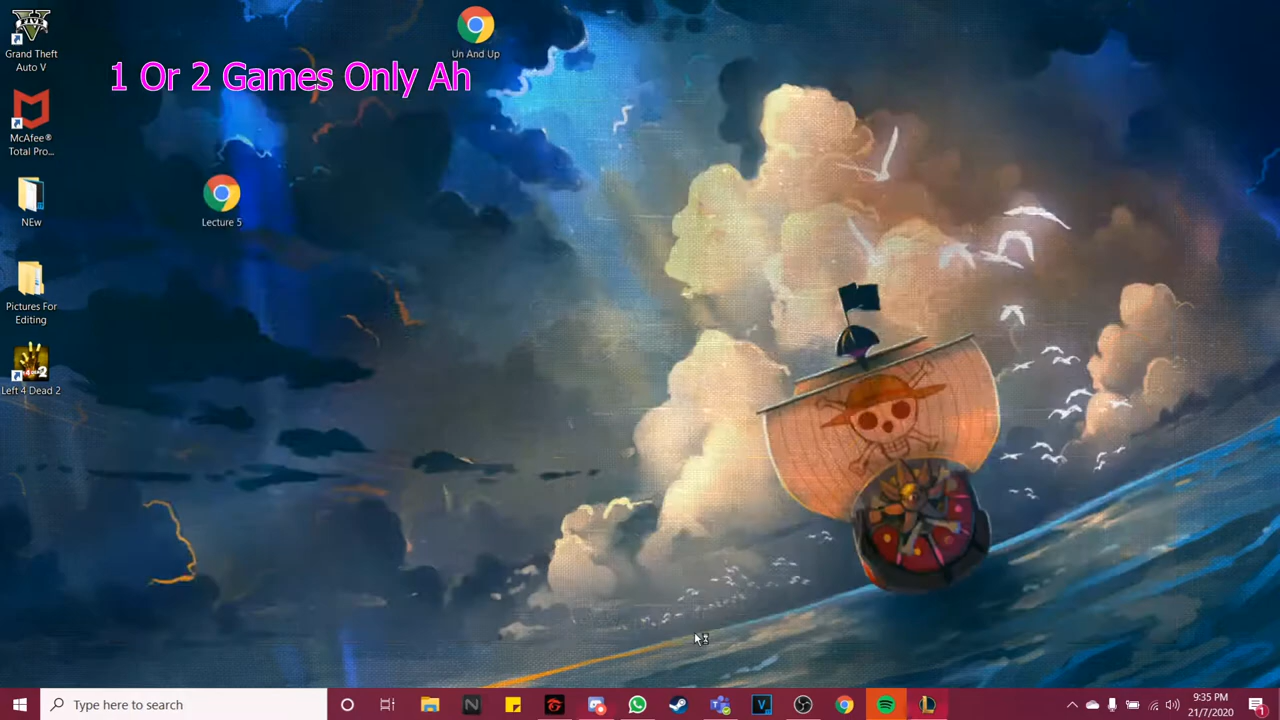 Grand Theft
Auto V
Un And Up
1 Or 2 Games Only Ah
McAfee®
Total Pro...
NEw
Lecture 5
Pictures For
Editing
Left 4 Dead 2
Type here to search
9:35 PM
21/7/2020